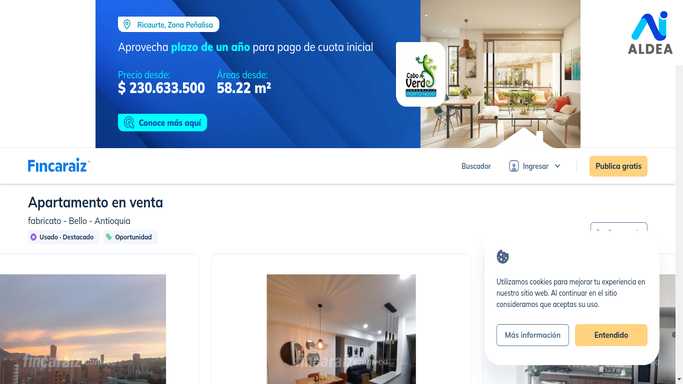 Ricaurte, Zona Peñalisa
Aprovecha plazo de un año para pago de cuota inicial
Precio desde:
$ 230.633.500
Áreas desde:
58.22 m²
Conoce más aquí
Cabo Verde
ALDEA
Fincaraiz
Buscador
Ingresar
Publica gratis
Apartamento en venta
fabricato - Bello - Antioquia
Usado · Destacado
Oportunidad
Utilizamos cookies para mejorar tu experiencia en
nuestro sitio web. Al continuar en el sitio
consideramos que aceptas su uso.
Más información
Entendido
fincaraiz
fincaraiz